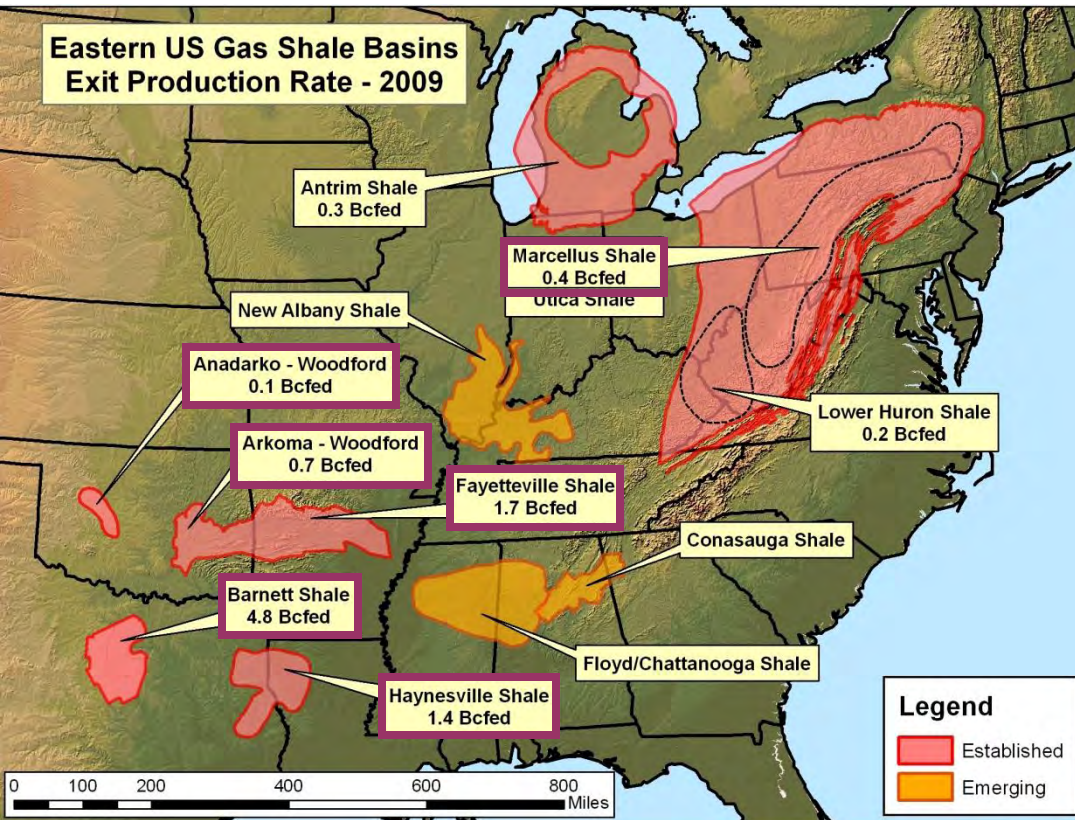 Eastern US Gas Shale Basins
Exit Production Rate - 2009
Antrim Shale
0.3 Bcfed
Marcellus Shale
0.4 Bcfed
Utica Shale
New Albany Shale
Anadarko - Woodford
0.1 Bcfed
Lower Huron Shale
0.2 Bcfed
Arkoma - Woodford
0.7 Bcfed
Fayetteville Shale
1.7 Bcfed
Conasauga Shale
Barnett Shale
4.8 Bcfed
Floyd/Chattanooga Shale
Haynesville Shale
1.4 Bcfed
Legend
Established
Emerging
0 100 200 400 600 800
Miles